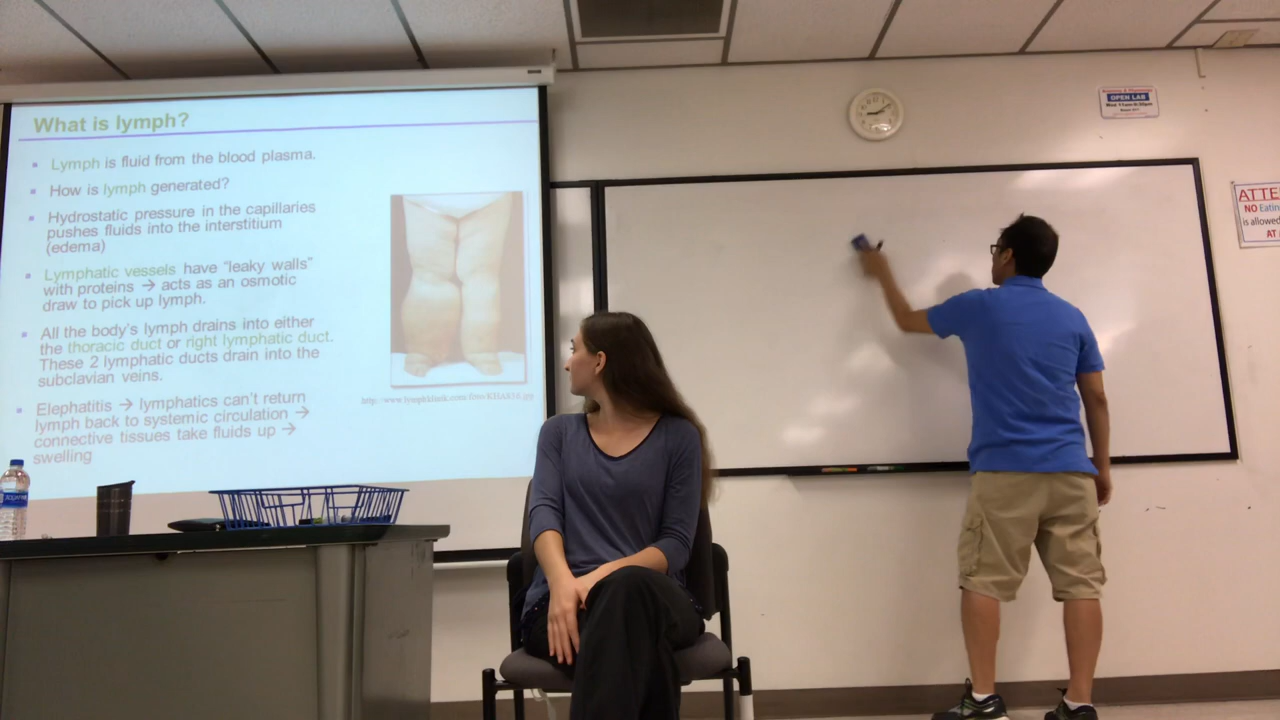 What is lymph?
Lymph is fluid from the blood plasma.
How is lymph generated?
Hydrostatic pressure in the capillaries
pushes fluids into the interstitium
(edema)
Lymphatic vessels have “leaky walls”
with proteins → acts as an osmotic
draw to pick up lymph.
All the body's lymph drains into either
the thoracic duct or right lymphatic duct.
These 2 lymphatic ducts drain into the
subclavian veins.
Elephatitis → lymphatics can't return
lymph back to systemic circulation →
connective tissues take fluids up →
swelling
OPEN LAB
ATTE
NO Eatin
is allowed
AT